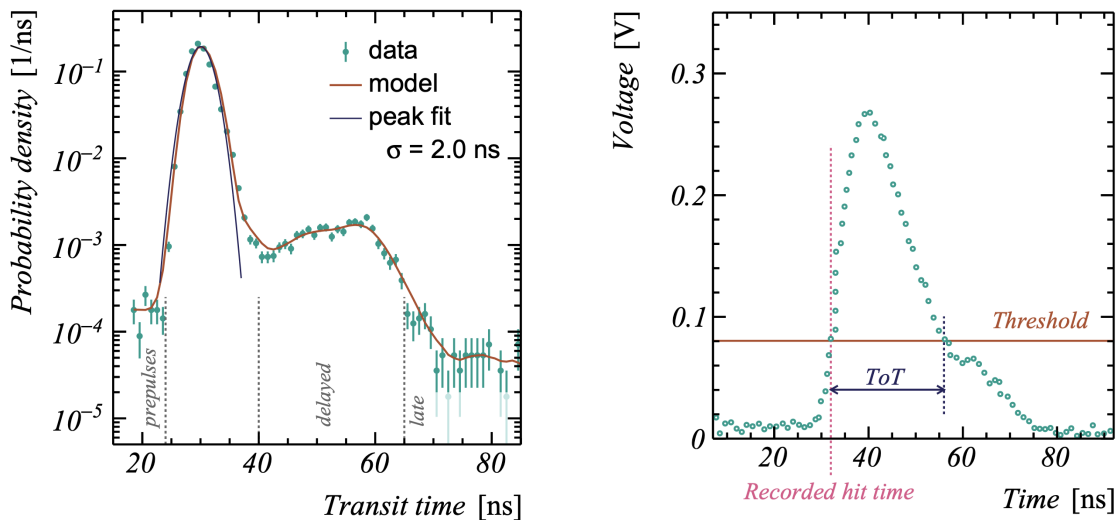 Probability density [1/ns]
10⁻¹
10⁻²
10⁻³
10⁻⁴
10⁻⁵
data
model
peak fit
σ = 2.0 ns
prepulses
delayed
late
20 40 60 80
Transit time [ns]
Voltage [V]
0.3
0.2
0.1
0
Threshold
ToT
20 40 60 80
Recorded hit time
Time [ns]